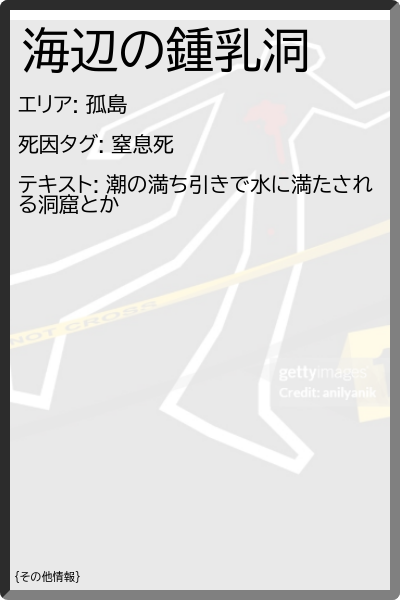 海辺の鍾乳洞
エリア: 孤島
死因タグ: 窒息死
テキスト: 潮の満ち引きで水に満たされ
る洞窟とか
NOT CROSS
gettyimages
Credit: anilyanik
{その他情報}